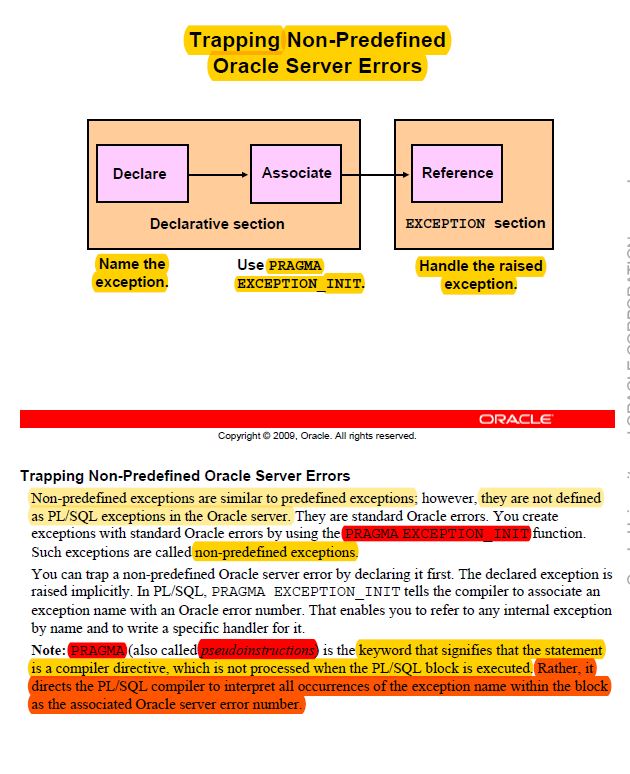 Trapping Non-Predefined
Oracle Server Errors
Declare
Associate
Reference
Declarative section
EXCEPTION section
Name the
exception.
Use PRAGMA
EXCEPTION_INIT.
Handle the raised
exception.
ORACLE
Copyright © 2009, Oracle. All rights reserved.
Trapping Non-Predefined Oracle Server Errors
Non-predefined exceptions are similar to predefined exceptions; however, they are not defined
as PL/SQL exceptions in the Oracle server. They are standard Oracle errors. You create
exceptions with standard Oracle errors by using the PRAGMA EXCEPTION_INIT function.
Such exceptions are called non-predefined exceptions.
You can trap a non-predefined Oracle server error by declaring it first. The declared exception is
raised implicitly. In PL/SQL, PRAGMA EXCEPTION_INIT tells the compiler to associate an
exception name with an Oracle error number. That enables you to refer to any internal exception
by name and to write a specific handler for it.
Note: PRAGMA (also called pseudoinstructions) is the keyword that signifies that the statement
is a compiler directive, which is not processed when the PL/SQL block is executed. Rather, it
directs the PL/SQL compiler to interpret all occurrences of the exception name within the block
as the associated Oracle server error number.